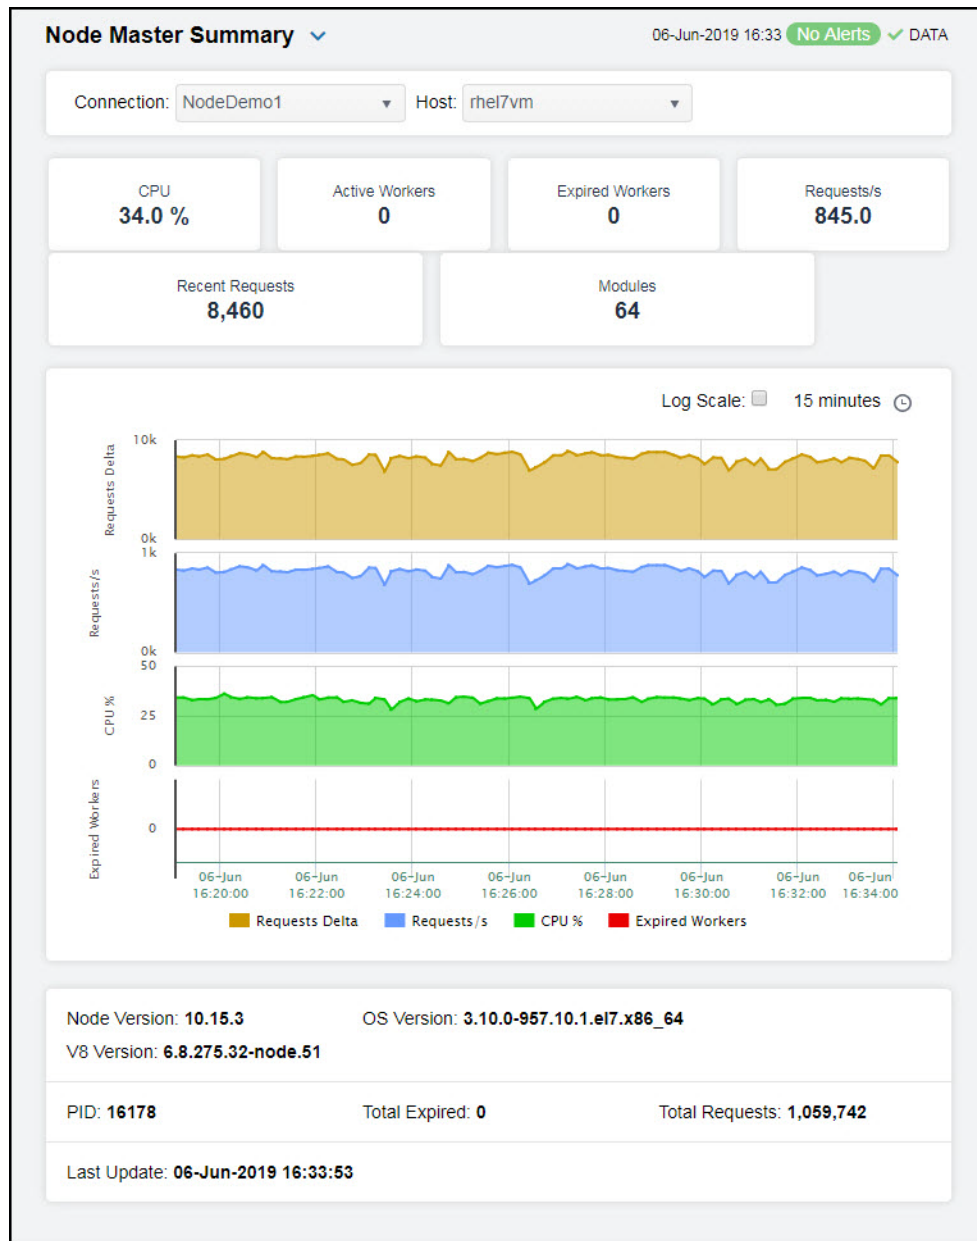 Node Master Summary 06-Jun-2019 16:33 No Alerts DATA
Connection: NodeDemo1 Host: rhel7vm
CPU Active Workers Expired Workers Requests/s
34.0 % 0 0 845.0
Recent Requests Modules
8,460 64
Log Scale: 15 minutes
Requests Delta
10k
0k
Requests/s
1k
0k
CPU %
50
25
0
Expired Workers
0
06-Jun 06-Jun 06-Jun 06-Jun 06-Jun 06-Jun 06-Jun 06-Jun
16:20:00 16:22:00 16:24:00 16:26:00 16:28:00 16:30:00 16:32:00 16:34:00
Requests Delta Requests/s CPU % Expired Workers
Node Version: 10.15.3 OS Version: 3.10.0-957.10.1.el7.x86_64
V8 Version: 6.8.275.32-node.51
PID: 16178 Total Expired: 0 Total Requests: 1,059,742
Last Update: 06-Jun-2019 16:33:53